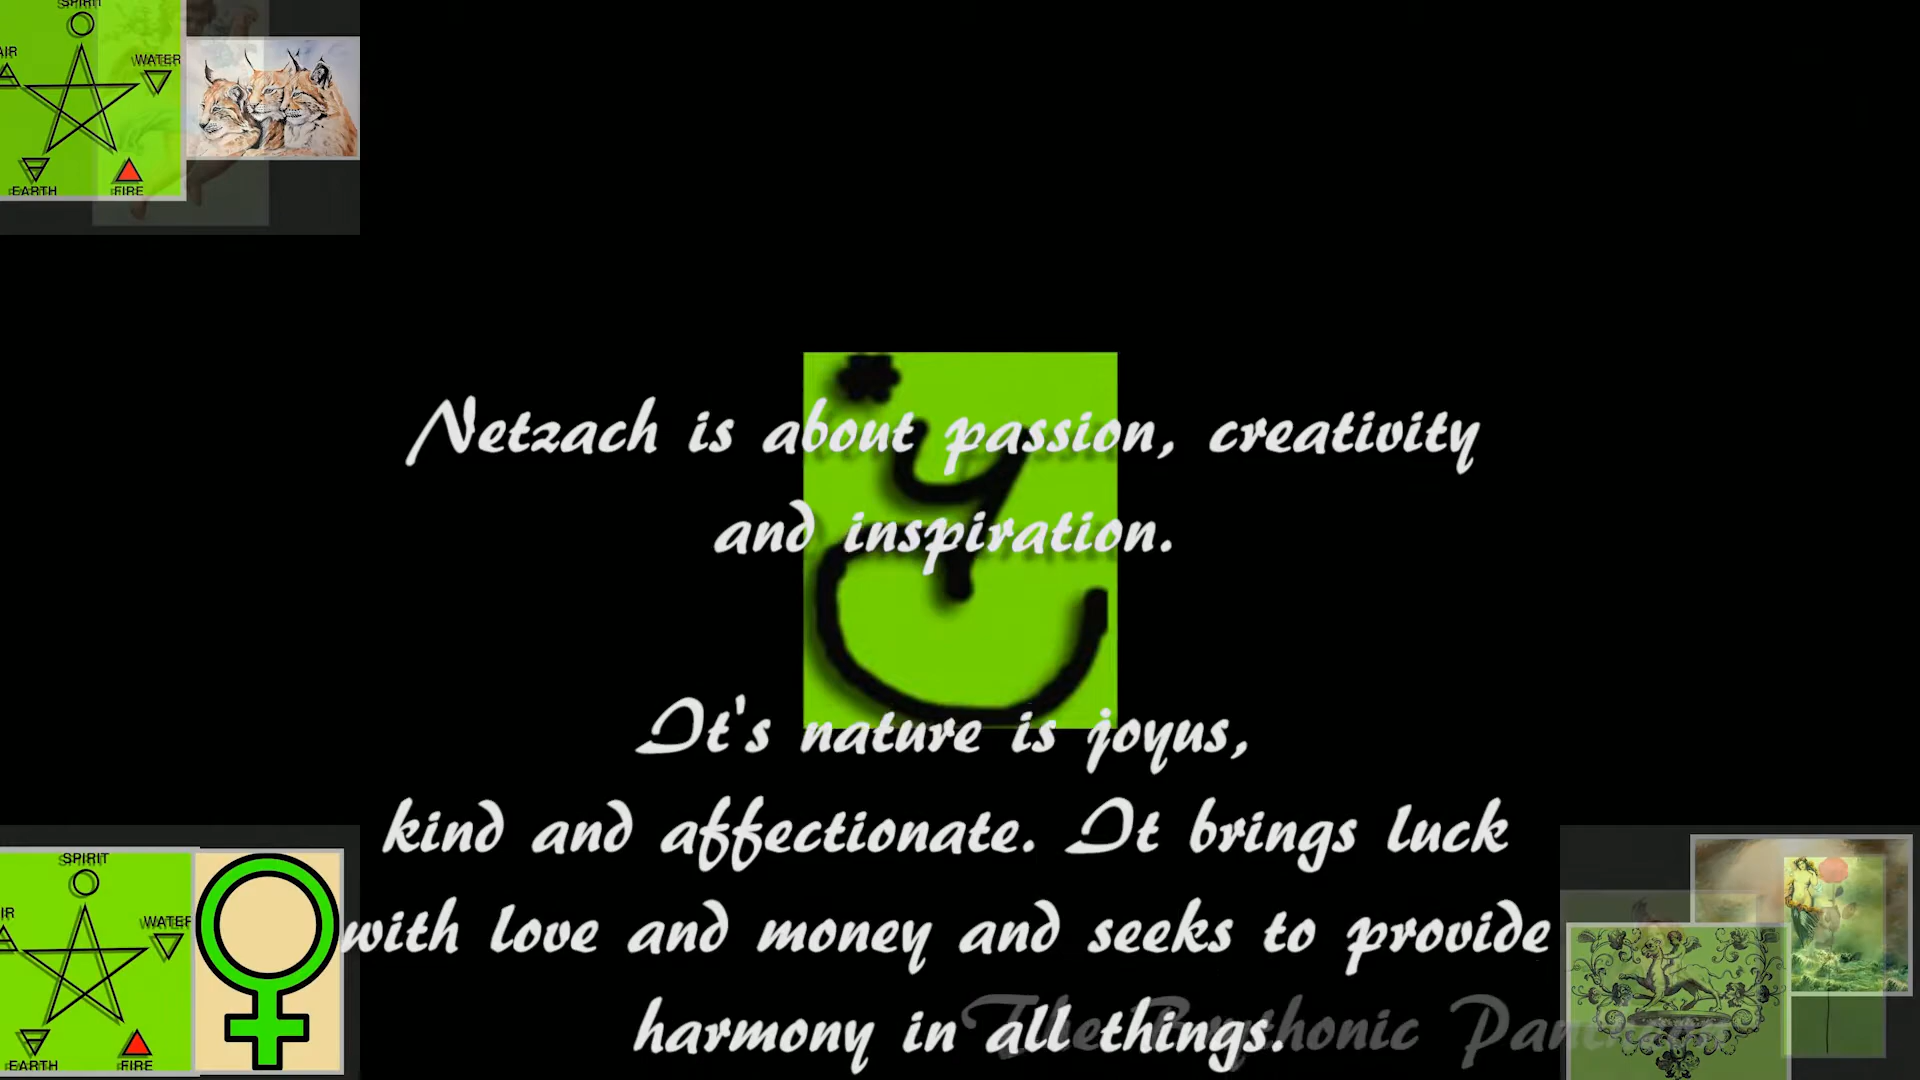 SPIRIT
AIR
WATER
EARTH
FIRE
Netzach is about passion, creativity
and inspiration.
It's nature is joyus,
kind and affectionate. It brings luck
with love and money and seeks to provide
harmony in all things.
SPIRIT
WATER
EARTH
FIRE